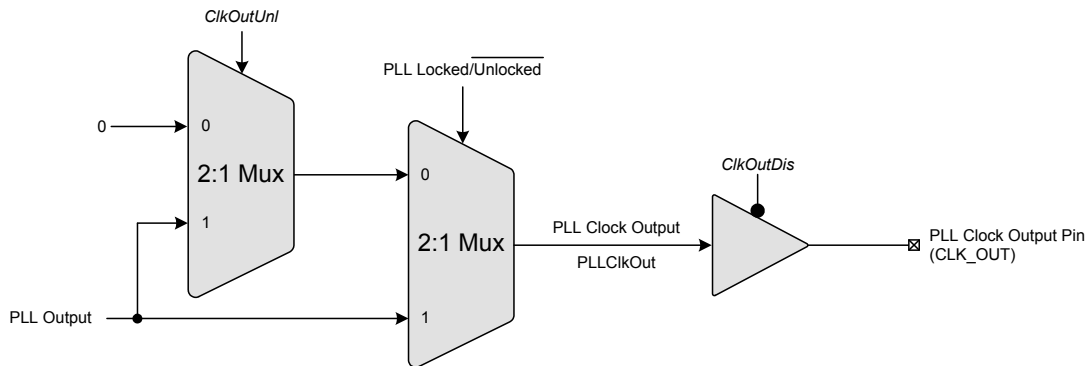 ClkOutUnl
PLL Locked/Unlocked
0
0
2:1 Mux
1
0
2:1 Mux
1
ClkOutDis
PLL Clock Output
PLLClkOut
PLL Clock Output Pin
(CLK_OUT)
PLL Output